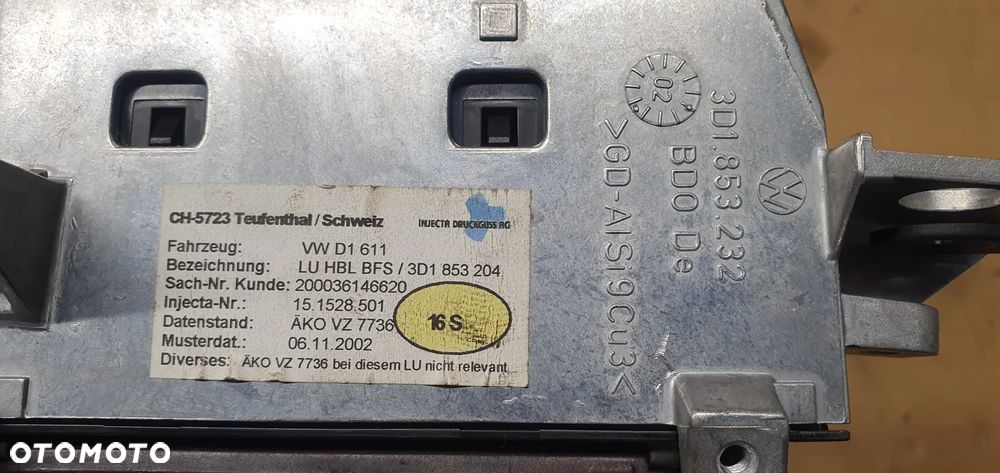 CH-5723 Teufenthal / Schweiz
INJECTA DRUCKGUSS AG
Fahrzeug: VW D1 611
Bezeichnung: LU HBL BFS / 3D1 853 204
Sach-Nr. Kunde: 200036146620
Injecta-Nr.: 15.1528.501
Datenstand: ÄKO VZ 7736
Musterdat.: 06.11.2002
Diverses: ÄKO VZ 7736 bei diesem LU nicht relevant
16 S
3D1.853.232
BDO-De
>GD-AlSi9Cu3<
02
VW
OTOMOTO